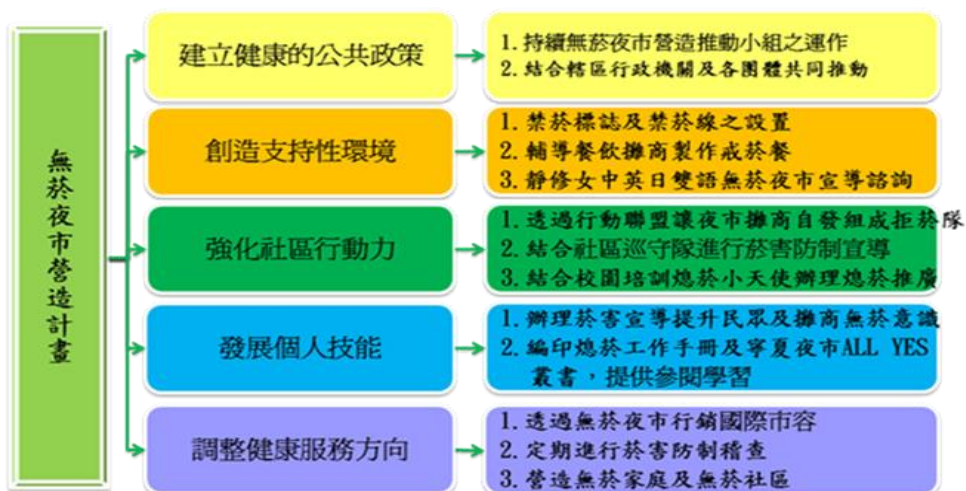 無菸夜市營造計畫
建立健康的公共政策
1. 持續無菸夜市營造推動小組之運作
2. 結合轄區行政機關及各團體共同推動
創造支持性環境
1. 禁菸標誌及禁菸線之設置
2. 輔導餐飲攤商製作戒菸餐
3. 靜修女中英日雙語無菸夜市宣導諮詢
強化社區行動力
1. 透過行動聯盟讓夜市攤商自發組成拒菸隊
2. 結合社區巡守隊進行菸害防制宣導
3. 結合校園培訓熄菸小天使辦理熄菸推廣
發展個人技能
1. 辦理菸害宣導提升民眾及攤商無菸意識
2. 編印熄菸工作手冊及寧夏夜市ALL YES
叢書，提供參閱學習
調整健康服務方向
1. 透過無菸夜市行銷國際市容
2. 定期進行菸害防制稽查
3. 營造無菸家庭及無菸社區